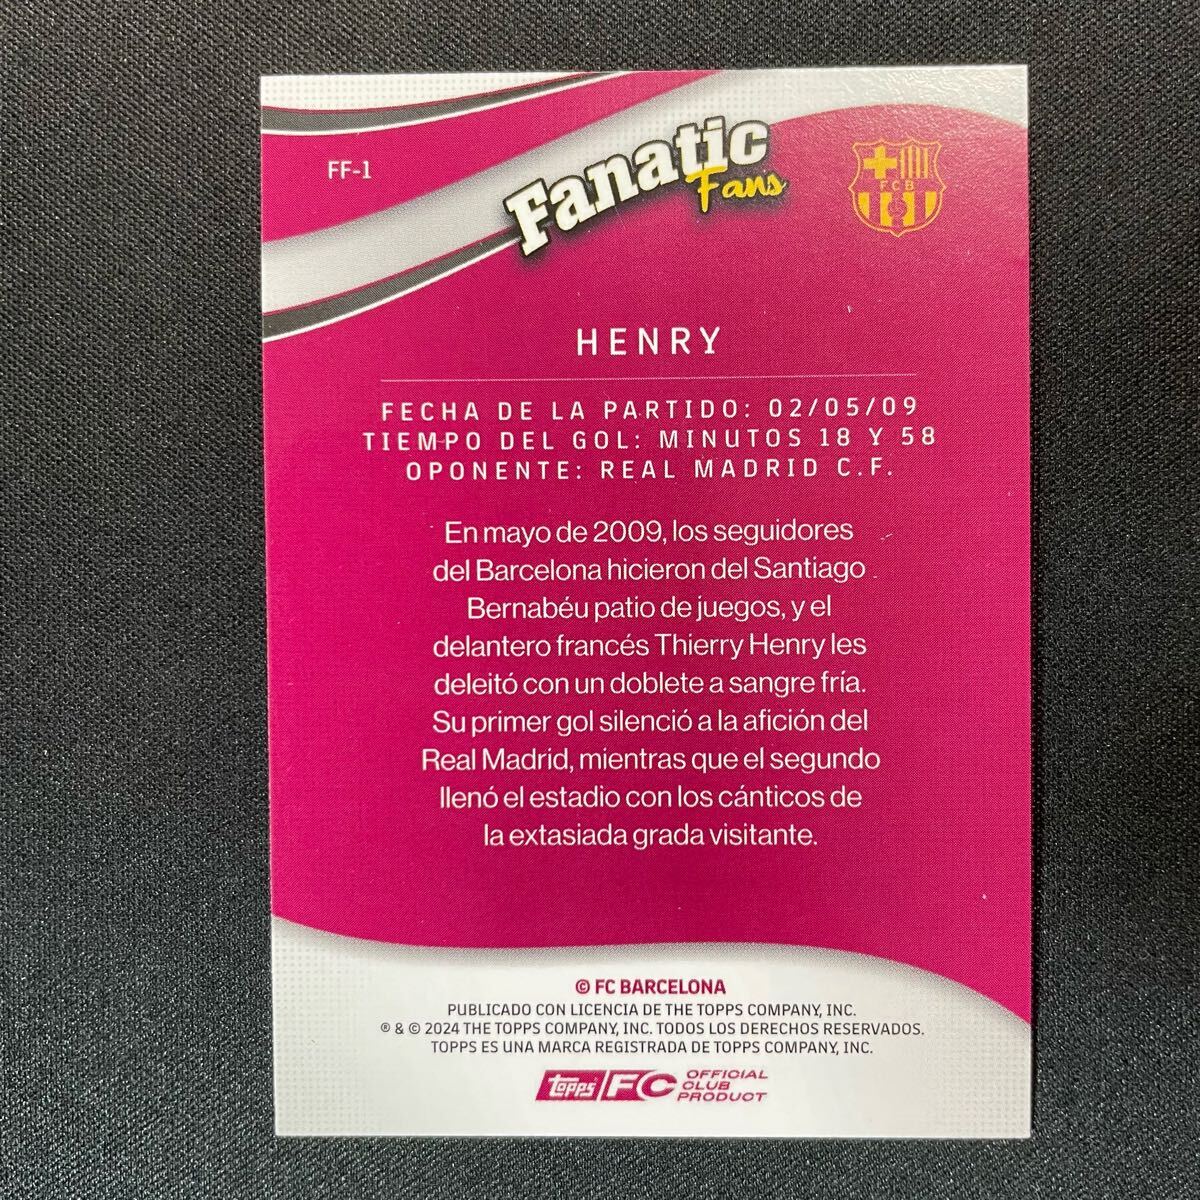 FF-1
Fanatic
Fans
FCB
HENRY
FECHA DE LA PARTIDO: 02/05/09
TIEMPO DEL GOL: MINUTOS 18 Y 58
OPONENTE: REAL MADRID C.F.
En mayo de 2009, los seguidores
del Barcelona hicieron del Santiago
Bernabéu patio de juegos, y el
delantero francés Thierry Henry les
deleitó con un doblete a sangre fría.
Su primer gol silenció a la afición del
Real Madrid, mientras que el segundo
llenó el estadio con los cánticos de
la extasiada grada visitante.
© FC BARCELONA
PUBLICADO CON LICENCIA DE THE TOPPS COMPANY, INC.
® & © 2024 THE TOPPS COMPANY, INC. TODOS LOS DERECHOS RESERVADOS.
TOPPS ES UNA MARCA REGISTRADA DE TOPPS COMPANY, INC.
topps FC OFFICIAL
CLUB
PRODUCT